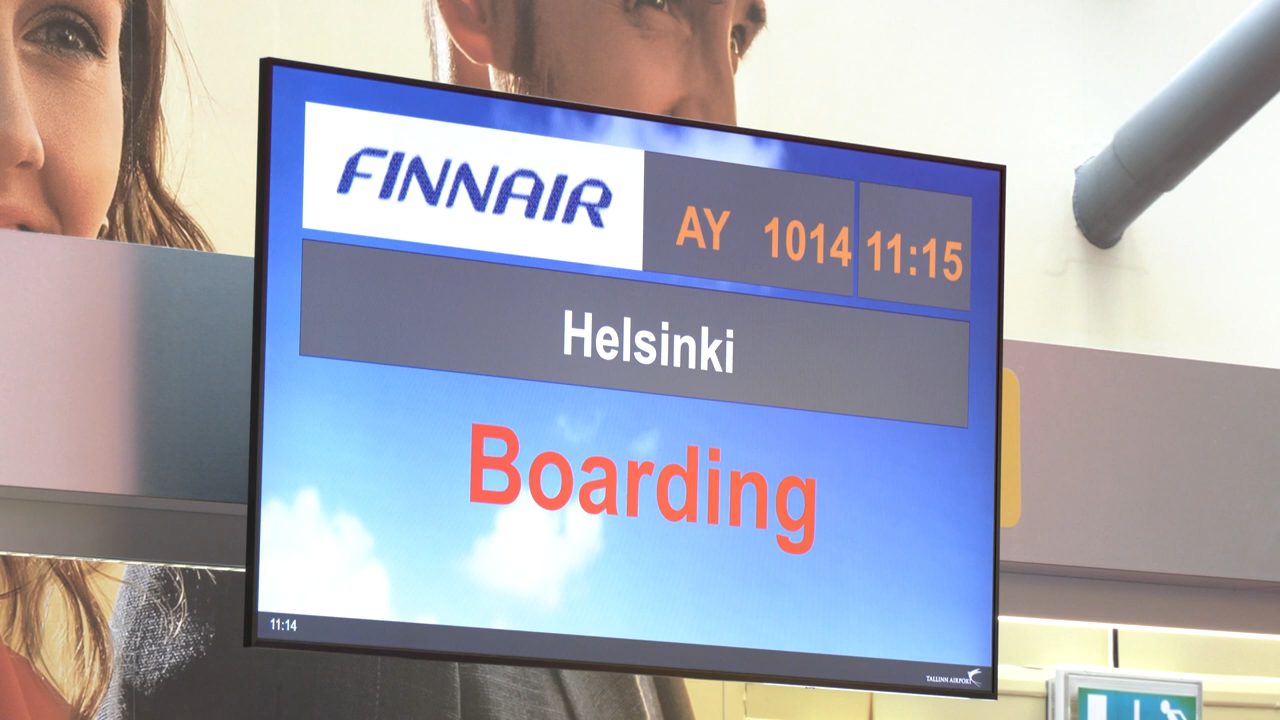 FINNAIR
AY 1014 11:15
Helsinki
Boarding
11:14
TALLINN AIRPORT